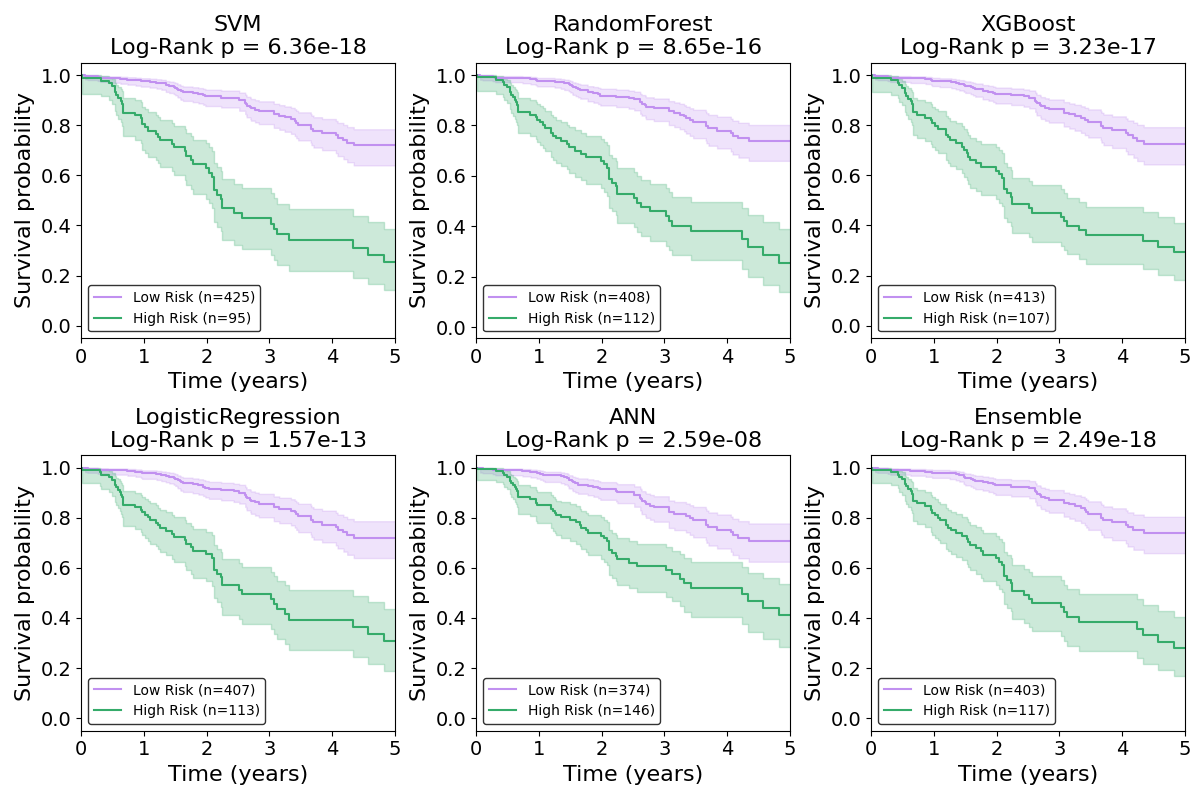 SVM
Log-Rank p = 6.36e-18
Survival probability
1.0
0.8
0.6
0.4
0.2
0.0
Low Risk (n=425)
High Risk (n=95)
0 1 2 3 4 5
Time (years)
RandomForest
Log-Rank p = 8.65e-16
Survival probability
1.0
0.8
0.6
0.4
0.2
0.0
Low Risk (n=408)
High Risk (n=112)
0 1 2 3 4 5
Time (years)
XGBoost
Log-Rank p = 3.23e-17
Survival probability
1.0
0.8
0.6
0.4
0.2
0.0
Low Risk (n=413)
High Risk (n=107)
0 1 2 3 4 5
Time (years)
LogisticRegression
Log-Rank p = 1.57e-13
Survival probability
1.0
0.8
0.6
0.4
0.2
0.0
Low Risk (n=407)
High Risk (n=113)
0 1 2 3 4 5
Time (years)
ANN
Log-Rank p = 2.59e-08
Survival probability
1.0
0.8
0.6
0.4
0.2
0.0
Low Risk (n=374)
High Risk (n=146)
0 1 2 3 4 5
Time (years)
Ensemble
Log-Rank p = 2.49e-18
Survival probability
1.0
0.8
0.6
0.4
0.2
0.0
Low Risk (n=403)
High Risk (n=117)
0 1 2 3 4 5
Time (years)